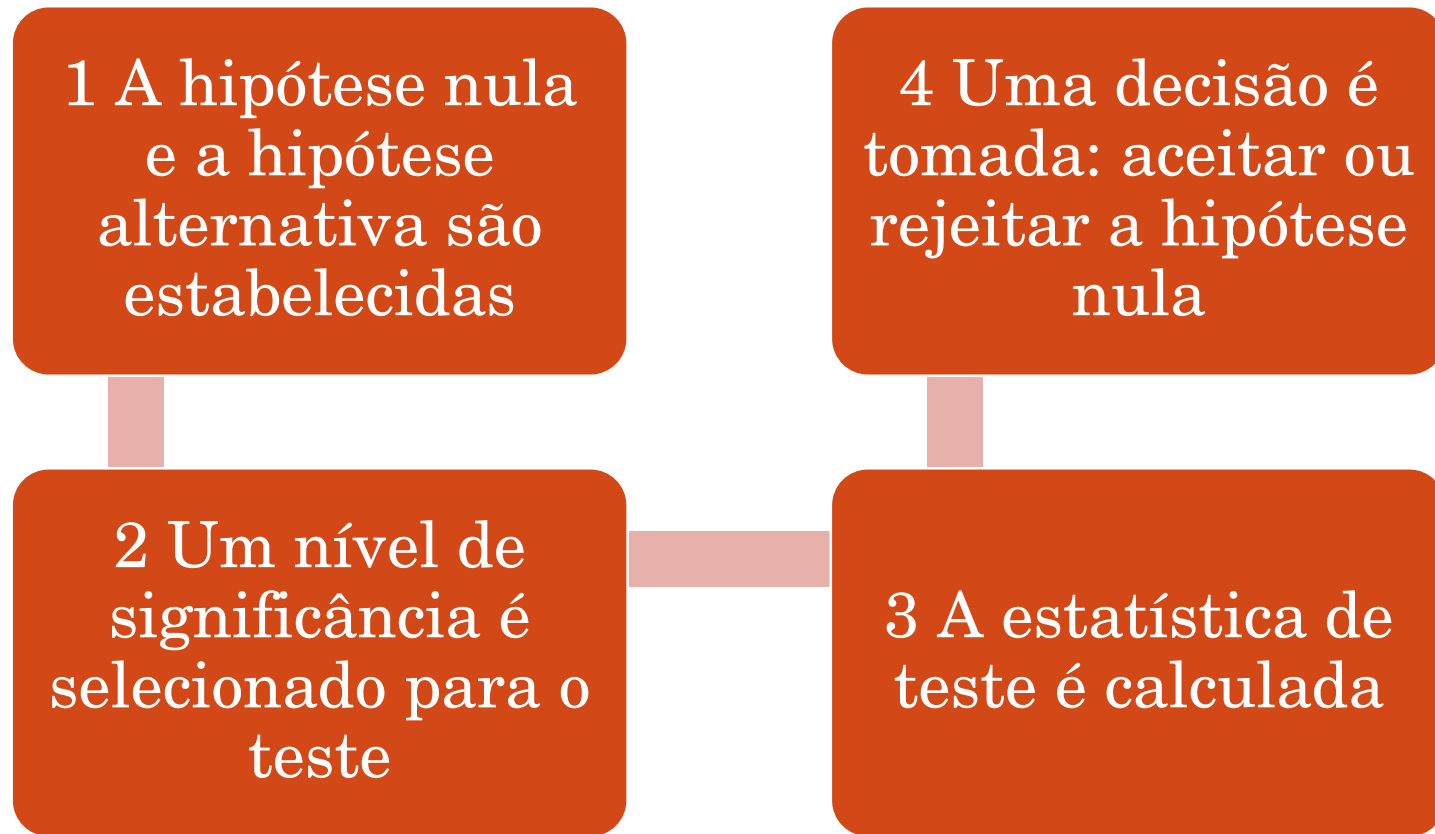 1 A hipótese nula
e a hipótese
alternativa são
estabelecidas
2 Um nível de
significância é
selecionado para o
teste
3 A estatística de
teste é calculada
4 Uma decisão é
tomada: aceitar ou
rejeitar a hipótese
nula